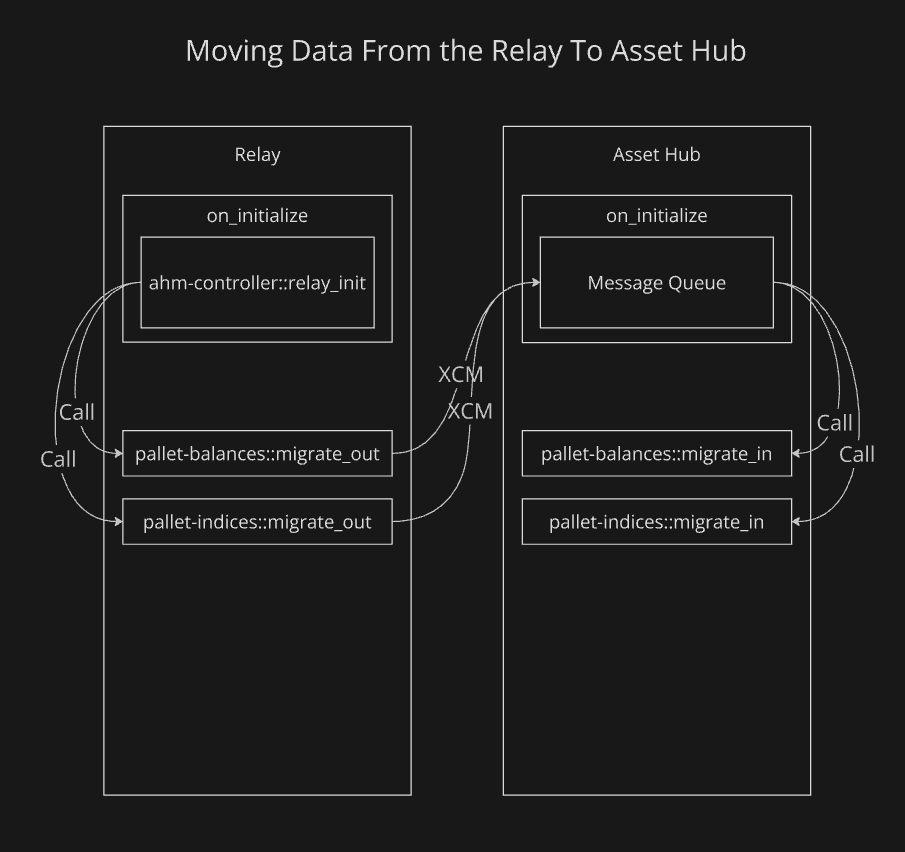 Moving Data From the Relay To Asset Hub
Relay
on_initialize
ahm-controller::relay_init
Call
Call
pallet-balances::migrate_out
pallet-indices::migrate_out
XCM
XCM
Asset Hub
on_initialize
Message Queue
Call
Call
pallet-balances::migrate_in
pallet-indices::migrate_in